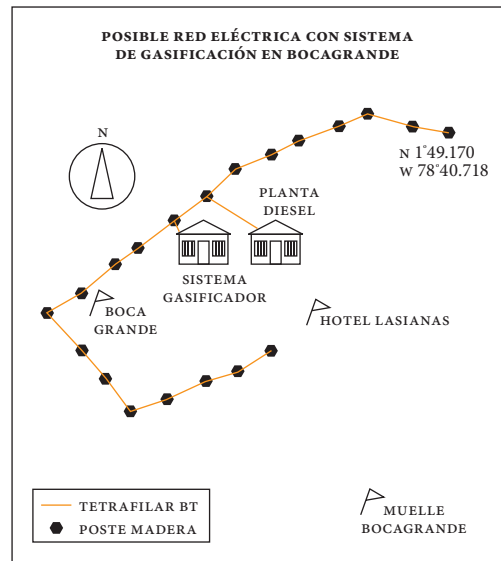 POSIBLE RED ELÉCTRICA CON SISTEMA
DE GASIFICACIÓN EN BOCAGRANDE
N
N 1°49.170
W 78°40.718
PLANTA
DIESEL
SISTEMA
GASIFICADOR
BOCA
GRANDE
HOTEL LASIANAS
TETRAFILAR BT
POSTE MADERA
MUELLE
BOCAGRANDE